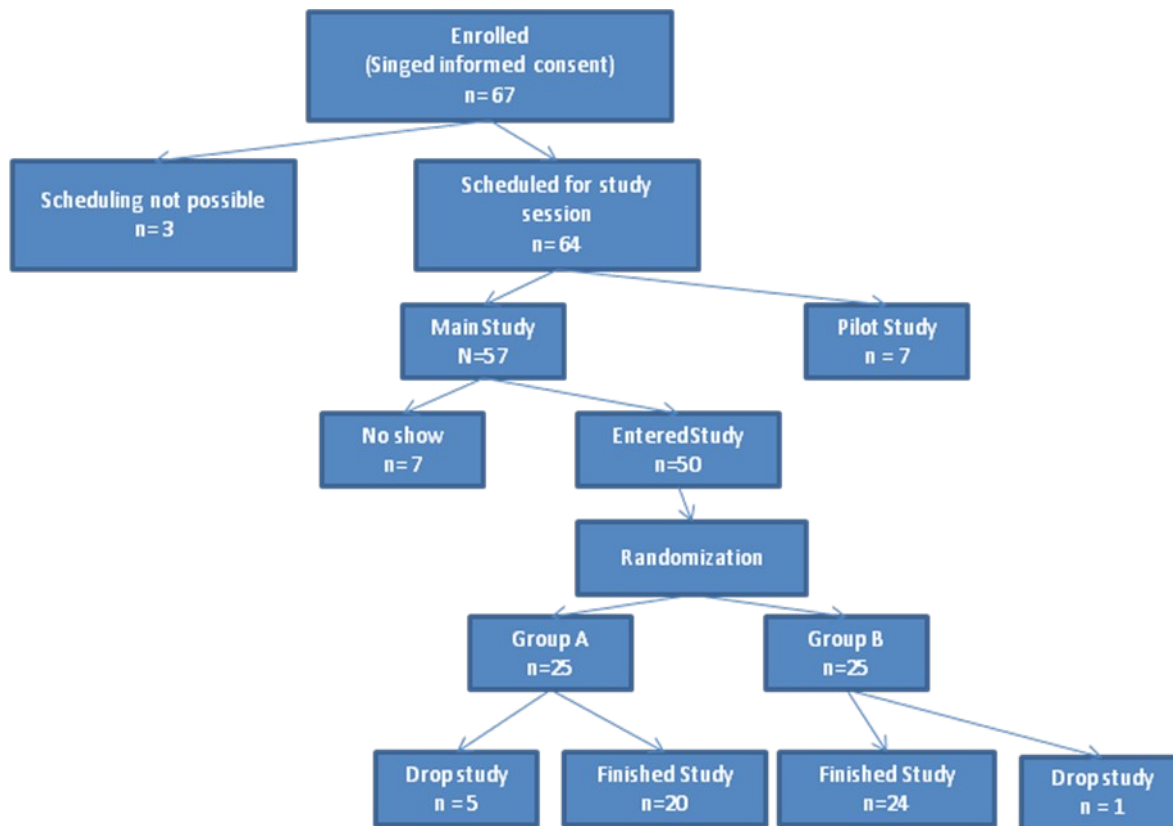 Enrolled
(Singed informed consent)
n= 67
Scheduling not possible
n= 3
Scheduled for study
session
n= 64
Main Study
N=57
Pilot Study
n = 7
No show
n= 7
Entered Study
n=50
Randomization
Group A
n=25
Group B
n=25
Drop study
n = 5
Finished Study
n=20
Finished Study
n=24
Drop study
n = 1